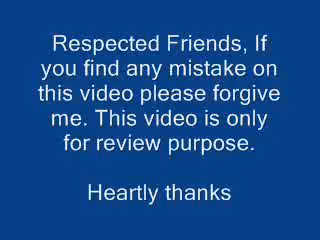 Respected Friends, If
you find any mistake on
this video please forgive
me. This video is only
for review purpose.
Heartly thanks